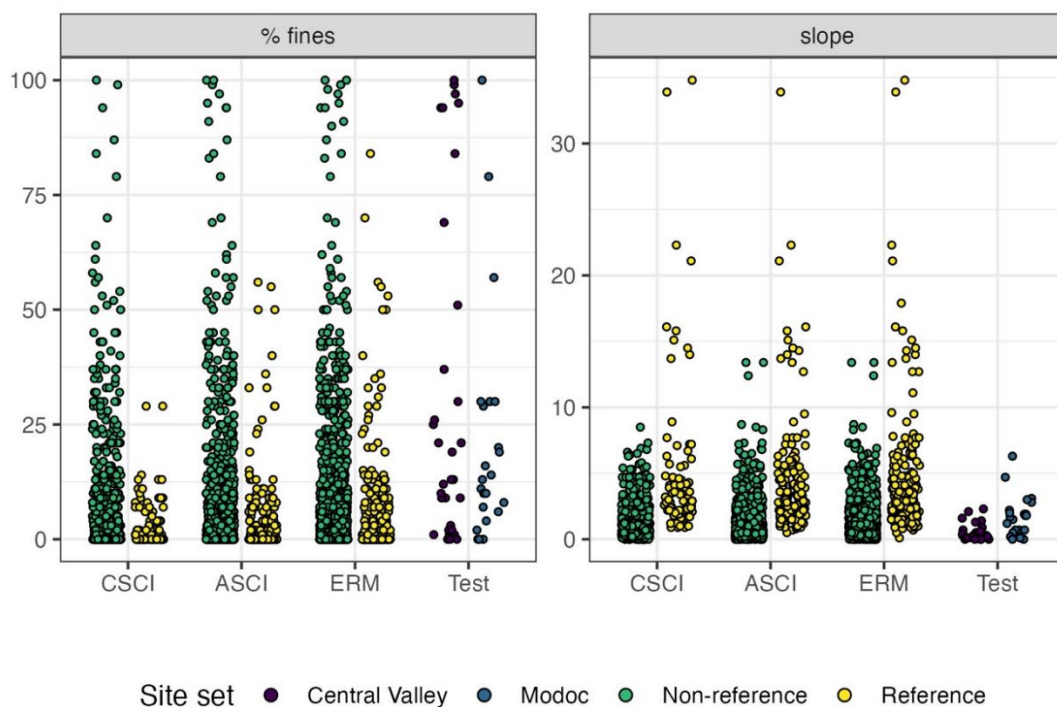 % fines
slope
100
75
50
25
0
30
20
10
0
CSCI ASCI ERM Test
CSCI ASCI ERM Test
Site set Central Valley Modoc Non-reference Reference